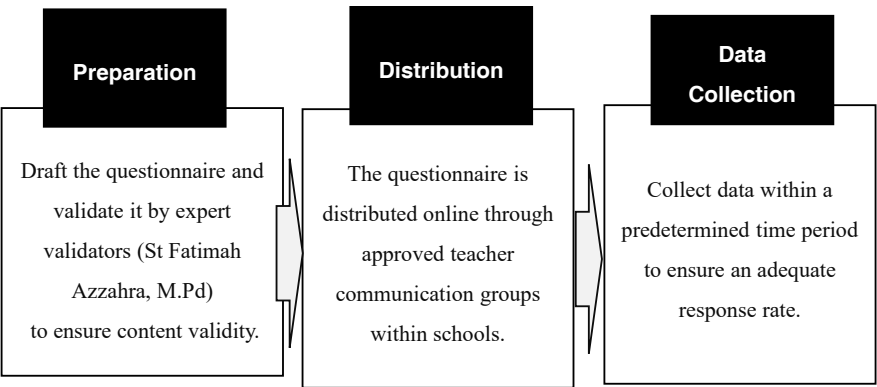 Preparation
Draft the questionnaire and
validate it by expert
validators (St Fatimah
Azzahra, M.Pd)
to ensure content validity.
Distribution
The questionnaire is
distributed online through
approved teacher
communication groups
within schools.
Data
Collection
Collect data within a
predetermined time period
to ensure an adequate
response rate.